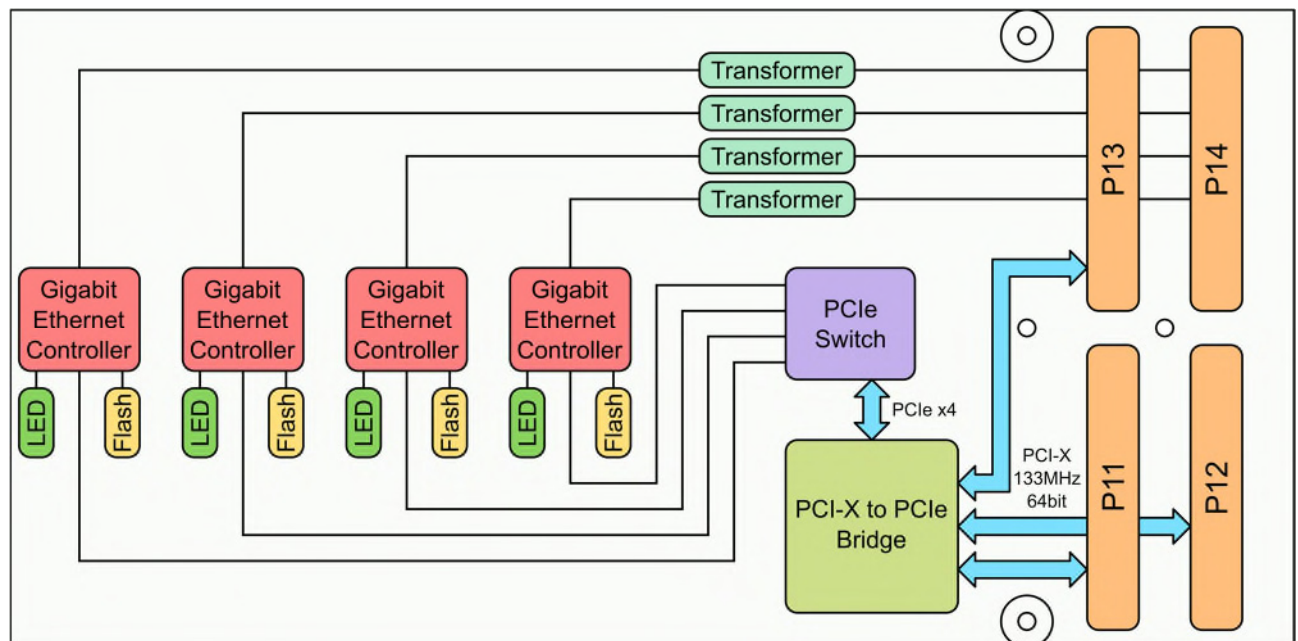 Transformer
Transformer
Transformer
Transformer
P13
P14
Gigabit
Ethernet
Controller
Gigabit
Ethernet
Controller
Gigabit
Ethernet
Controller
Gigabit
Ethernet
Controller
PCIe
Switch
LED
Flash
LED
Flash
LED
Flash
LED
Flash
PCIe x4
PCI-X to PCIe
Bridge
PCI-X
133MHz
64bit
P11
P12